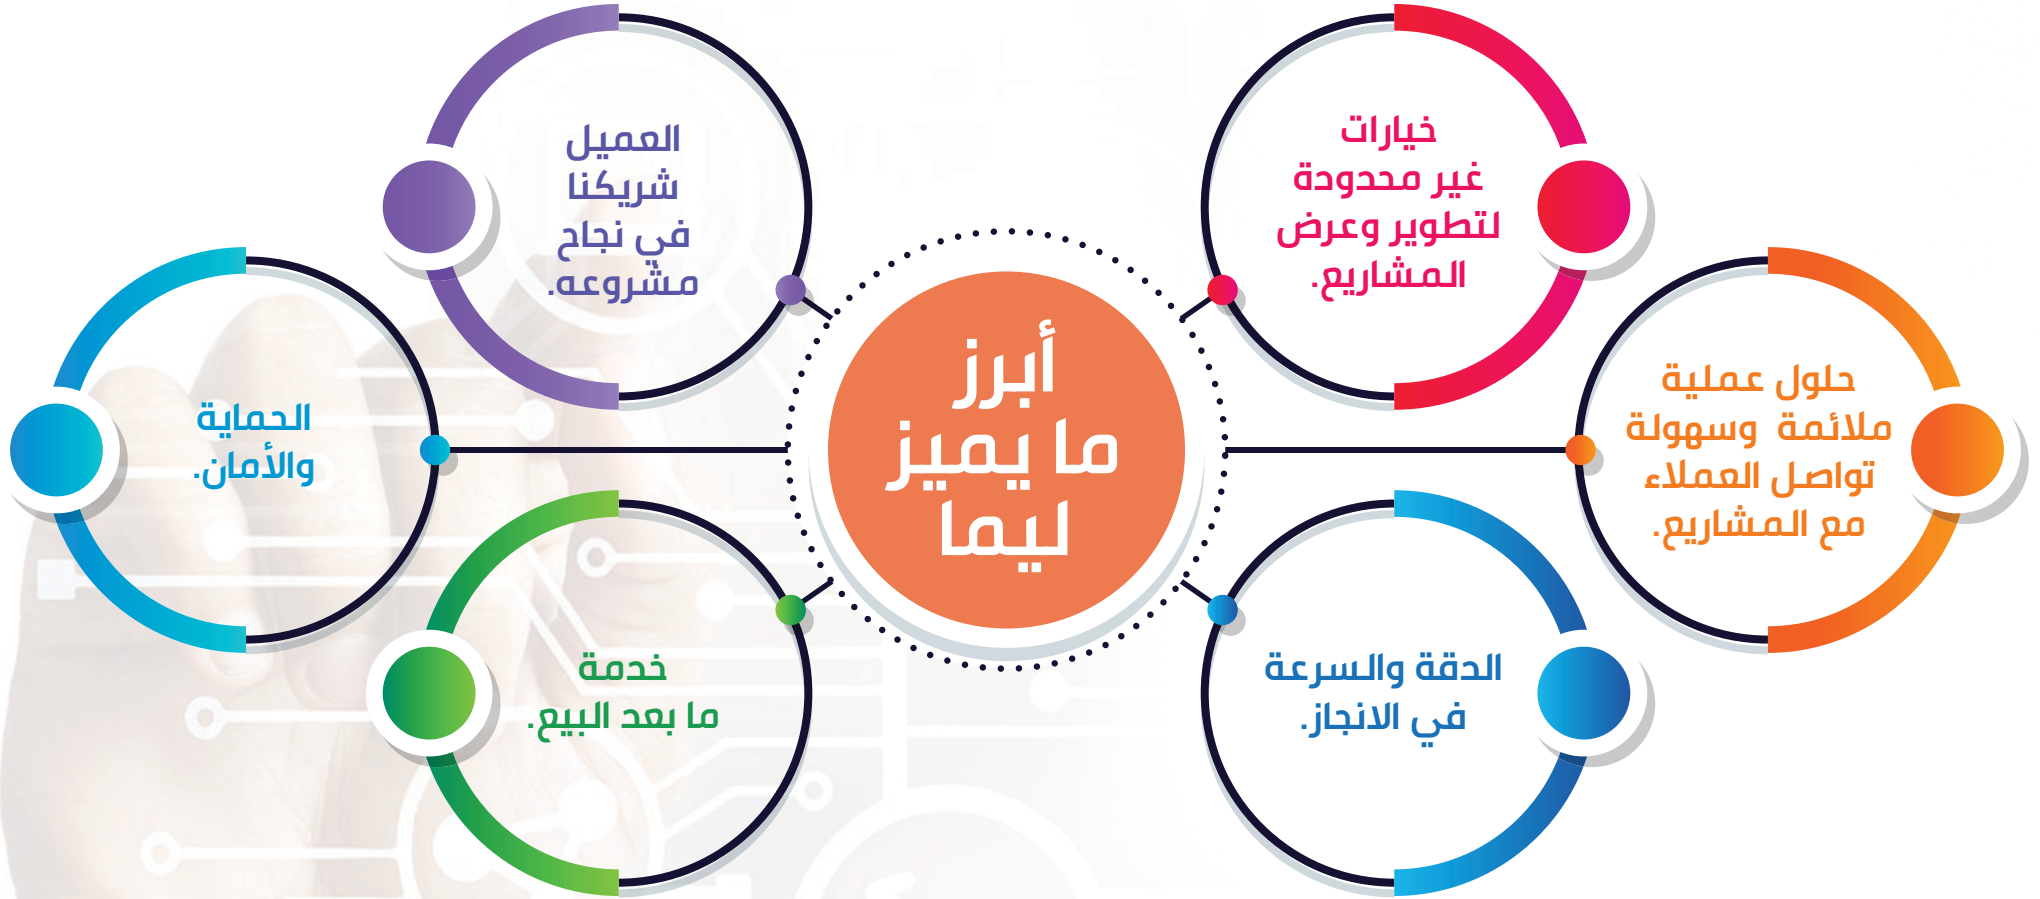 أبرز
ما يميز
ليما
خيارات
غير محدودة
لتطوير وعرض
المشاريع.
حلول عملية
ملائمة وسهولة
تواصل العملاء
مع المشاريع.
الدقة والسرعة
في الانجاز.
العميل
شريكنا
في نجاح
مشروعه.
الحماية
والأمان.
خدمة
ما بعد البيع.